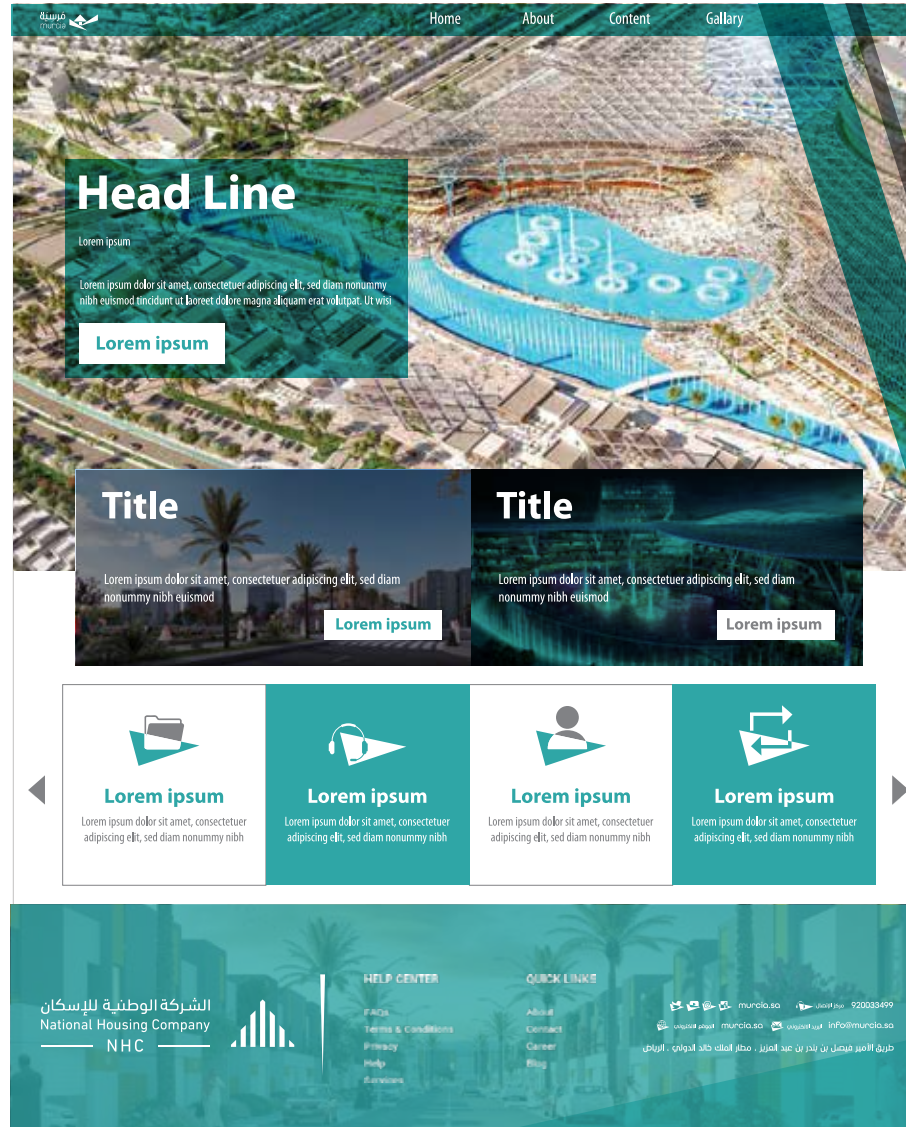 مُرسية
murcia
Home About Content Gallary
Head Line
Lorem ipsum
Lorem ipsum dolor sit amet, consectetuer adipiscing elit, sed diam nonummy
nibh euismod tincidunt ut laoreet dolore magna aliquam erat volutpat. Ut wisi
Lorem ipsum
Title
Lorem ipsum dolor sit amet, consectetuer adipiscing elit, sed diam
nonummy nibh euismod
Lorem ipsum
Title
Lorem ipsum dolor sit amet, consectetuer adipiscing elit, sed diam
nonummy nibh euismod
Lorem ipsum
Lorem ipsum
Lorem ipsum dolor sit amet, consectetuer
adipiscing elit, sed diam nonummy nibh
Lorem ipsum
Lorem ipsum dolor sit amet, consectetuer
adipiscing elit, sed diam nonummy nibh
Lorem ipsum
Lorem ipsum dolor sit amet, consectetuer
adipiscing elit, sed diam nonummy nibh
Lorem ipsum
Lorem ipsum dolor sit amet, consectetuer
adipiscing elit, sed diam nonummy nibh
الشركة الوطنية للإسكان
National Housing Company
NHC
HELP CENTER
FAQs
Terms & Conditions
Privacy
Help
Services
QUICK LINKS
About
Contact
Career
Blog
murcia.sa مركز الاتصال 920033499
الموقع الالكتروني murcia.sa البريد الالكتروني info@murcia.sa
طريق الأمير فيصل بن بندر بن عبد العزيز ، مطار الملك خالد الدولي ، الرياض